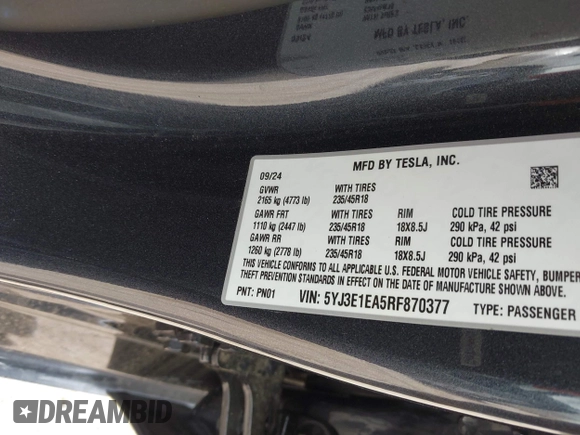 MFD BY TESLA, INC.
09/24
GVWR WITH TIRES
2165 kg (4773 lb) 235/45R18
GAWR FRT WITH TIRES RIM COLD TIRE PRESSURE
1110 kg (2447 lb) 235/45R18 18X8.5J 290 kPa, 42 psi
GAWR RR WITH TIRES RIM COLD TIRE PRESSURE
1260 kg (2778 lb) 235/45R18 18X8.5J 290 kPa, 42 psi
THIS VEHICLE CONFORMS TO ALL APPLICABLE U.S. FEDERAL MOTOR VEHICLE SAFETY, BUMPER
THEFT PREVENTION STANDARDS IN EFFECT ON THE DATE OF MANUFACTURE SHOWN ABOVE.
PNT: PN01 VIN: 5YJ3E1EA5RF870377 TYPE: PASSENGER
DREAMBID